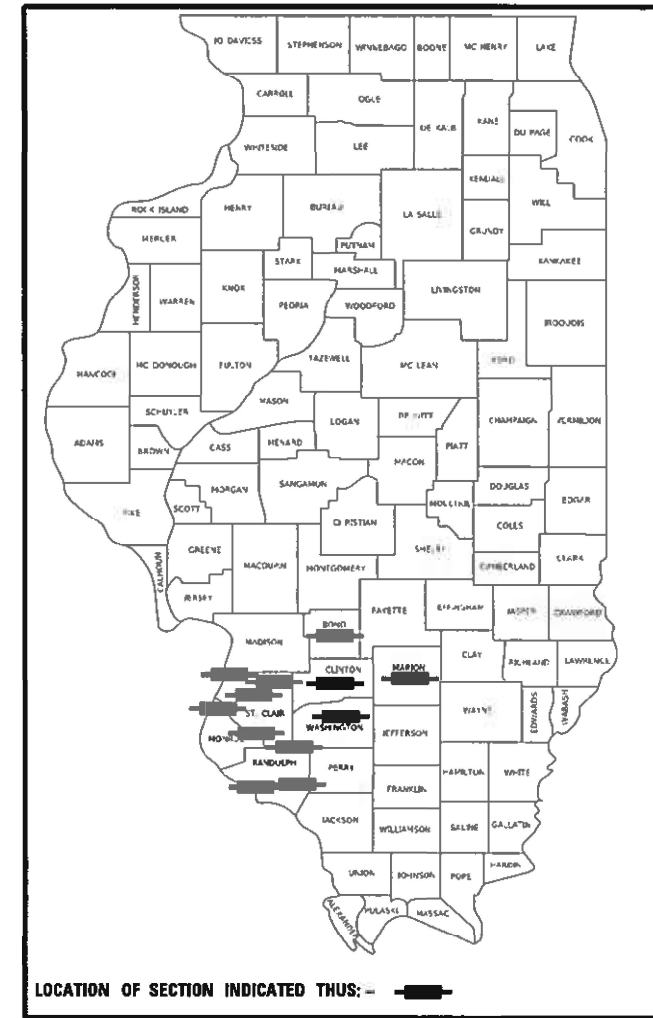 JO DAVIESS STEPHENSON WINNEBAGO BOONE MC HENRY LAKE
CARROLL OGLE
DE KALB KANE DU PAGE COOK
WHITESIDE LEE
KENDALL WILL
ROCK ISLAND HENRY BUREAU LA SALLE
MERCER PUTNAM GRUNDY
STARK MARSHALL KANKAKEE
HENDERSON WARREN KNOX PEORIA WOODFORD LIVINGSTON
IROQUOIS
HANCOCK MC DONOUGH FULTON TAZEWELL MC LEAN FORD
MASON
SCHUYLER LOGAN DE WITT CHAMPAIGN VERMILION
ADAMS BROWN CASS MENARD PIATT
MACON
MORGAN SANGAMON DOUGLAS
PIKE SCOTT CHRISTIAN MOULTRIE EDGAR
COLES
GREENE MACOUPIN MONTGOMERY SHELBY CUMBERLAND CLARK
CALHOUN JERSEY
BOND FAYETTE EFFINGHAM JASPER CRAWFORD
MADISON
CLINTON MARION CLAY RICHLAND LAWRENCE
ST. CLAIR WASHINGTON WAYNE EDWARDS WABASH
MONROE JEFFERSON
RANDOLPH PERRY HAMILTON WHITE
FRANKLIN
JACKSON WILLIAMSON SALINE GALLATIN
UNION JOHNSON POPE HARDIN
ALEXANDER PULASKI MASSAC
LOCATION OF SECTION INDICATED THUS: -